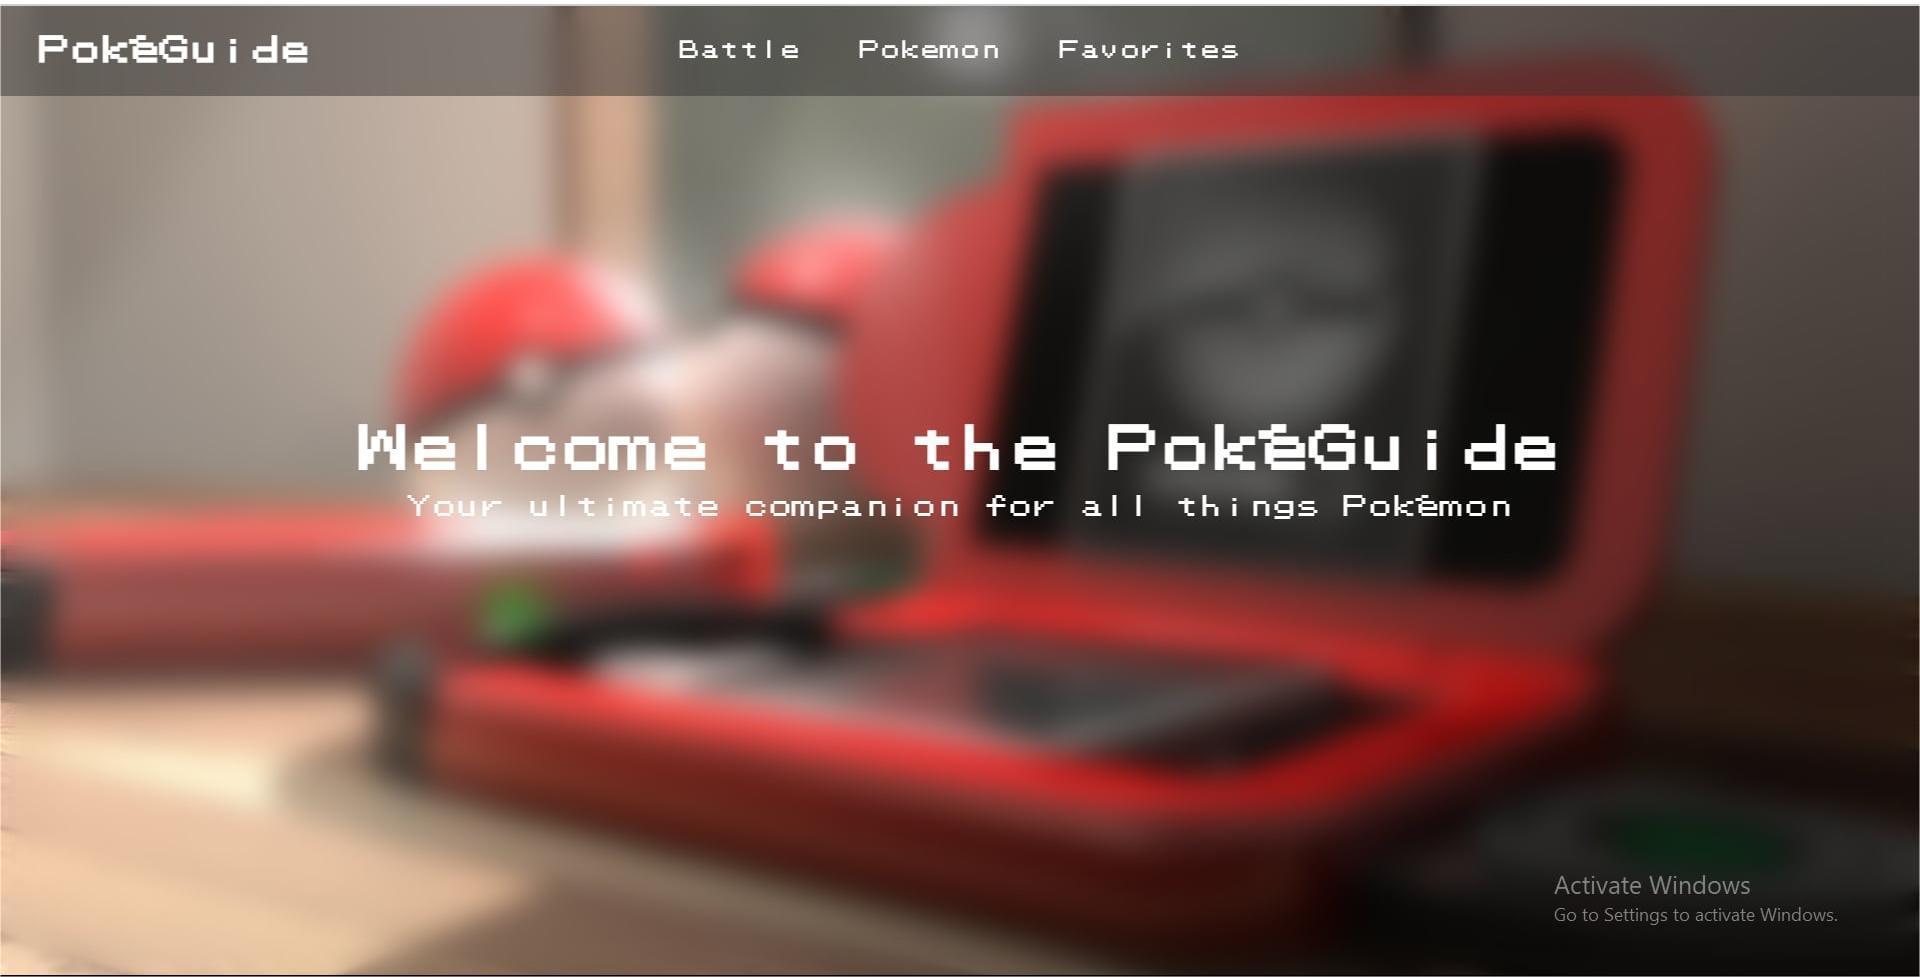 PokéGuide
Battle Pokemon Favorites
Welcome to the PokéGuide
Your ultimate companion for all things Pokémon
Activate Windows
Go to Settings to activate Windows.